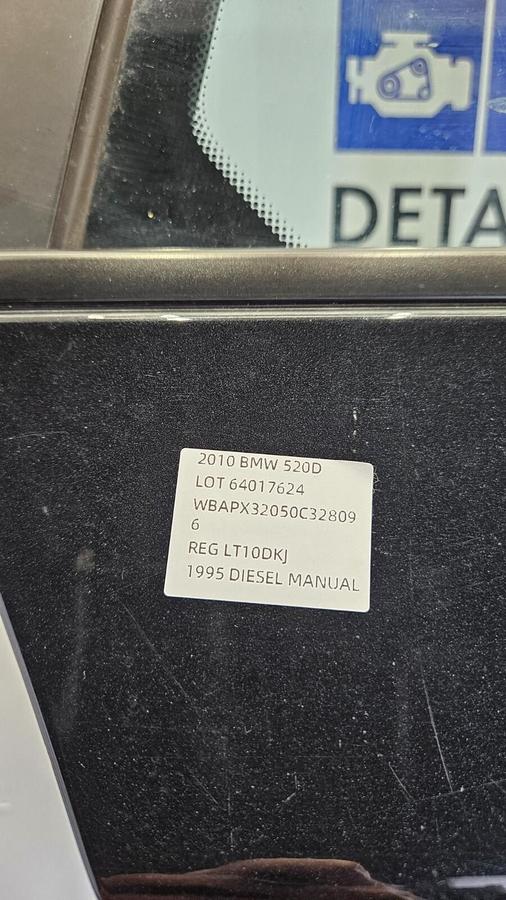 DETA
2010 BMW 520D
LOT 64017624
WBAPX32050C32809
6
REG LT10DKJ
1995 DIESEL MANUAL